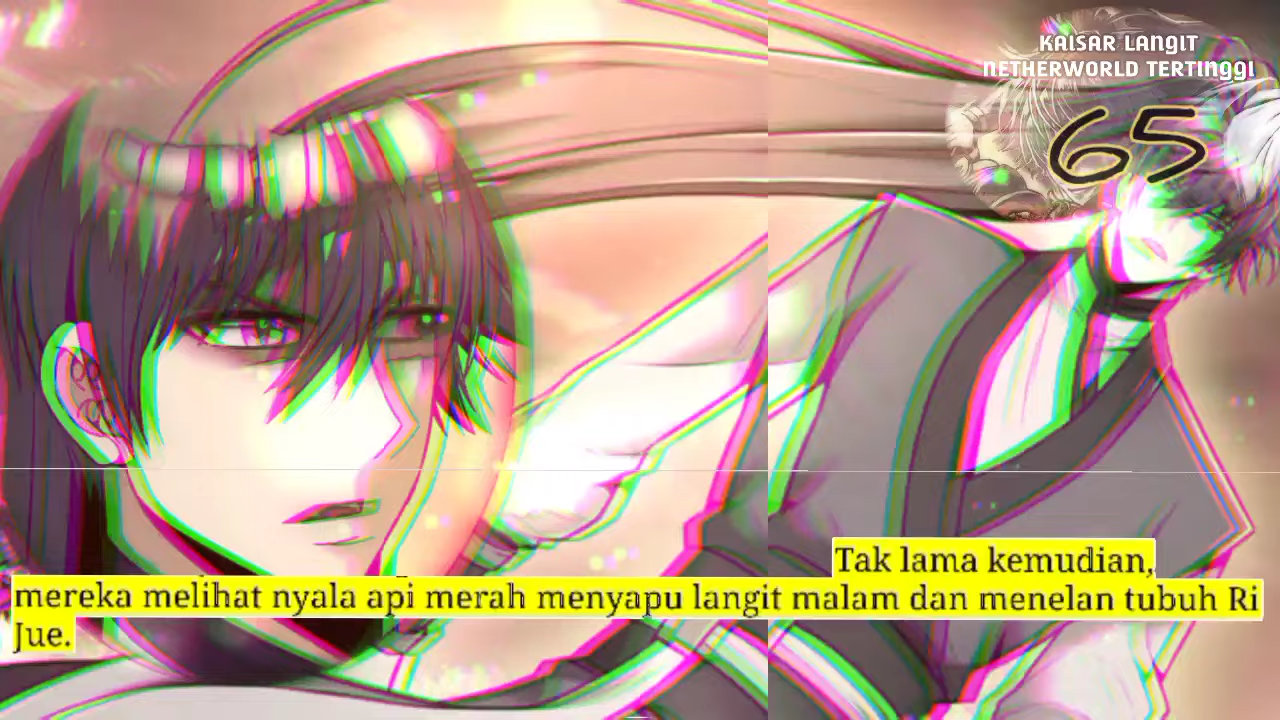 KAISAR LANGIT
NETHERWORLD TERTINGGI
65
Tak lama kemudian,
mereka melihat nyala api merah menyapu langit malam dan menelan tubuh Ri
Jue.